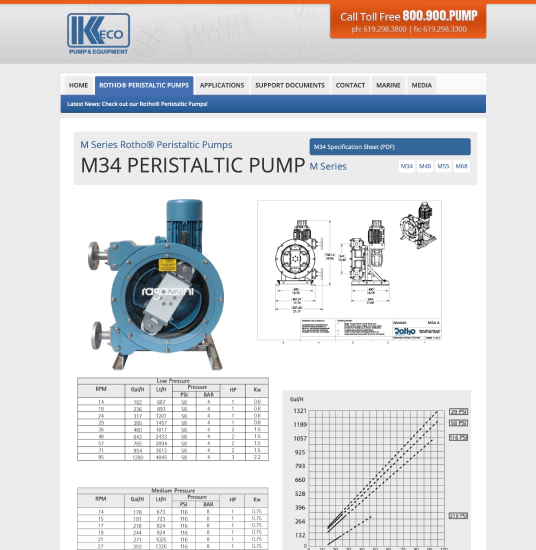 KECO
PUMP & EQUIPMENT
Call Toll Free 800.900.PUMP
ph: 619.298.3800 | fx: 619.298.3300
HOME ROTHO® PERISTALTIC PUMPS APPLICATIONS SUPPORT DOCUMENTS CONTACT MARINE MEDIA
Latest News: Check out our Rotho® Peristaltic Pumps!
M Series Rotho® Peristaltic Pumps
M34 PERISTALTIC PUMP
M34 Specification Sheet (PDF)
M Series M34 M40 M55 M68
ragazzini
Rotho
M34 A
Low Pressure
RPM Gal/H Lt/H Pressure HP Kw
PSI BAR
14 182 687 58 4 1 0.8
18 236 893 58 4 1 0.8
24 317 1201 58 4 1 0.8
29 385 1457 58 4 1 0.8
36 480 1817 58 4 2 1.5
48 643 2433 58 4 2 1.5
57 765 2894 58 4 2 1.5
71 954 3613 58 4 2 1.5
95 1280 4845 58 4 3 2.2
Medium Pressure
RPM Gal/H Lt/H Pressure HP Kw
PSI BAR
14 178 673 116 8 1 0.75
15 191 723 116 8 1 0.75
17 218 824 116 8 1 0.75
19 244 924 116 8 1 0.75
21 271 1025 116 8 1 0.75
27 350 1326 116 8 1 0.75
Gal/H
1321
1189
1057
925
793
660
528
396
264
132
0
29 PSI
58 PSI
116 PSI
218 PSI